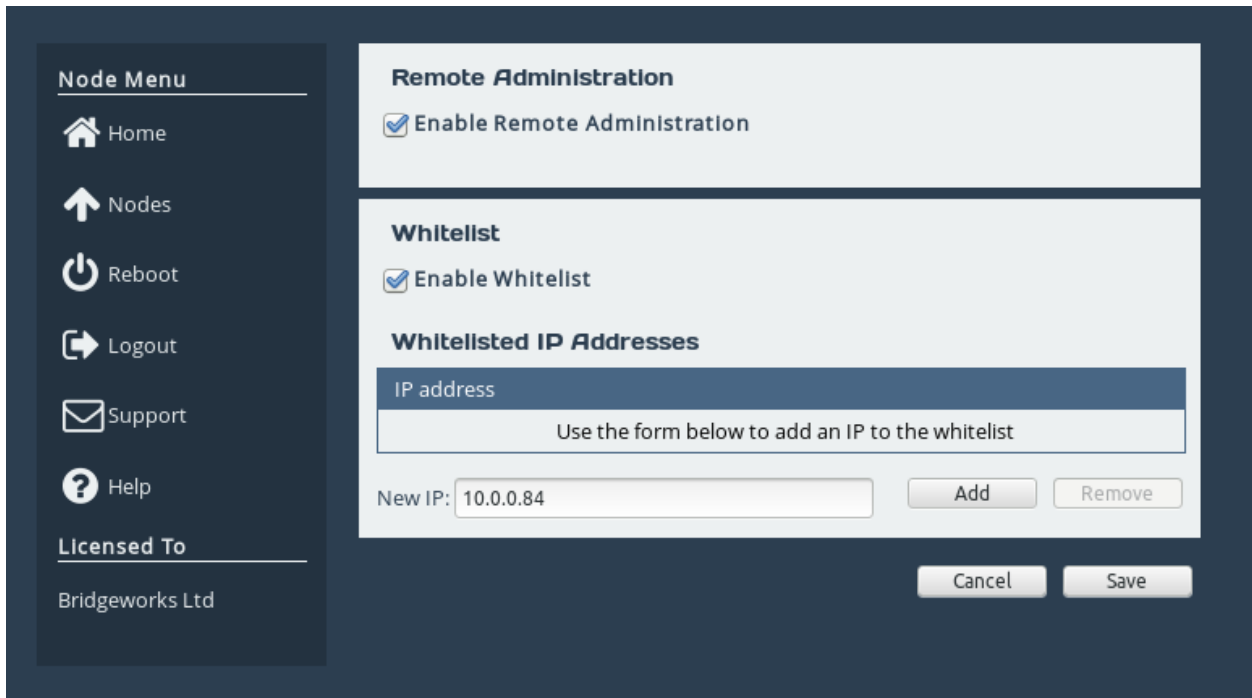 Node Menu
Home
Nodes
Reboot
Logout
Support
Help
Licensed To
Bridgeworks Ltd
Remote Administration
Enable Remote Administration
Whitelist
Enable Whitelist
Whitelisted IP Addresses
IP address
Use the form below to add an IP to the whitelist
New IP: 10.0.0.84 Add Remove
Cancel Save